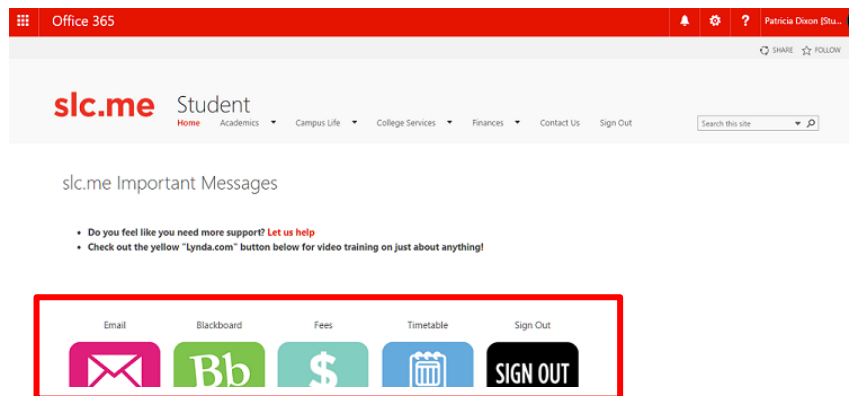 Office 365
? Patricia Dixon (Stu...
SHARE FOLLOW
slc.me Student
Home Academics Campus Life College Services Finances Contact Us Sign Out
Search this site
slc.me Important Messages
• Do you feel like you need more support? Let us help
• Check out the yellow "Lynda.com" button below for video training on just about anything!
Email Blackboard Fees Timetable Sign Out
Bb $ SIGN OUT